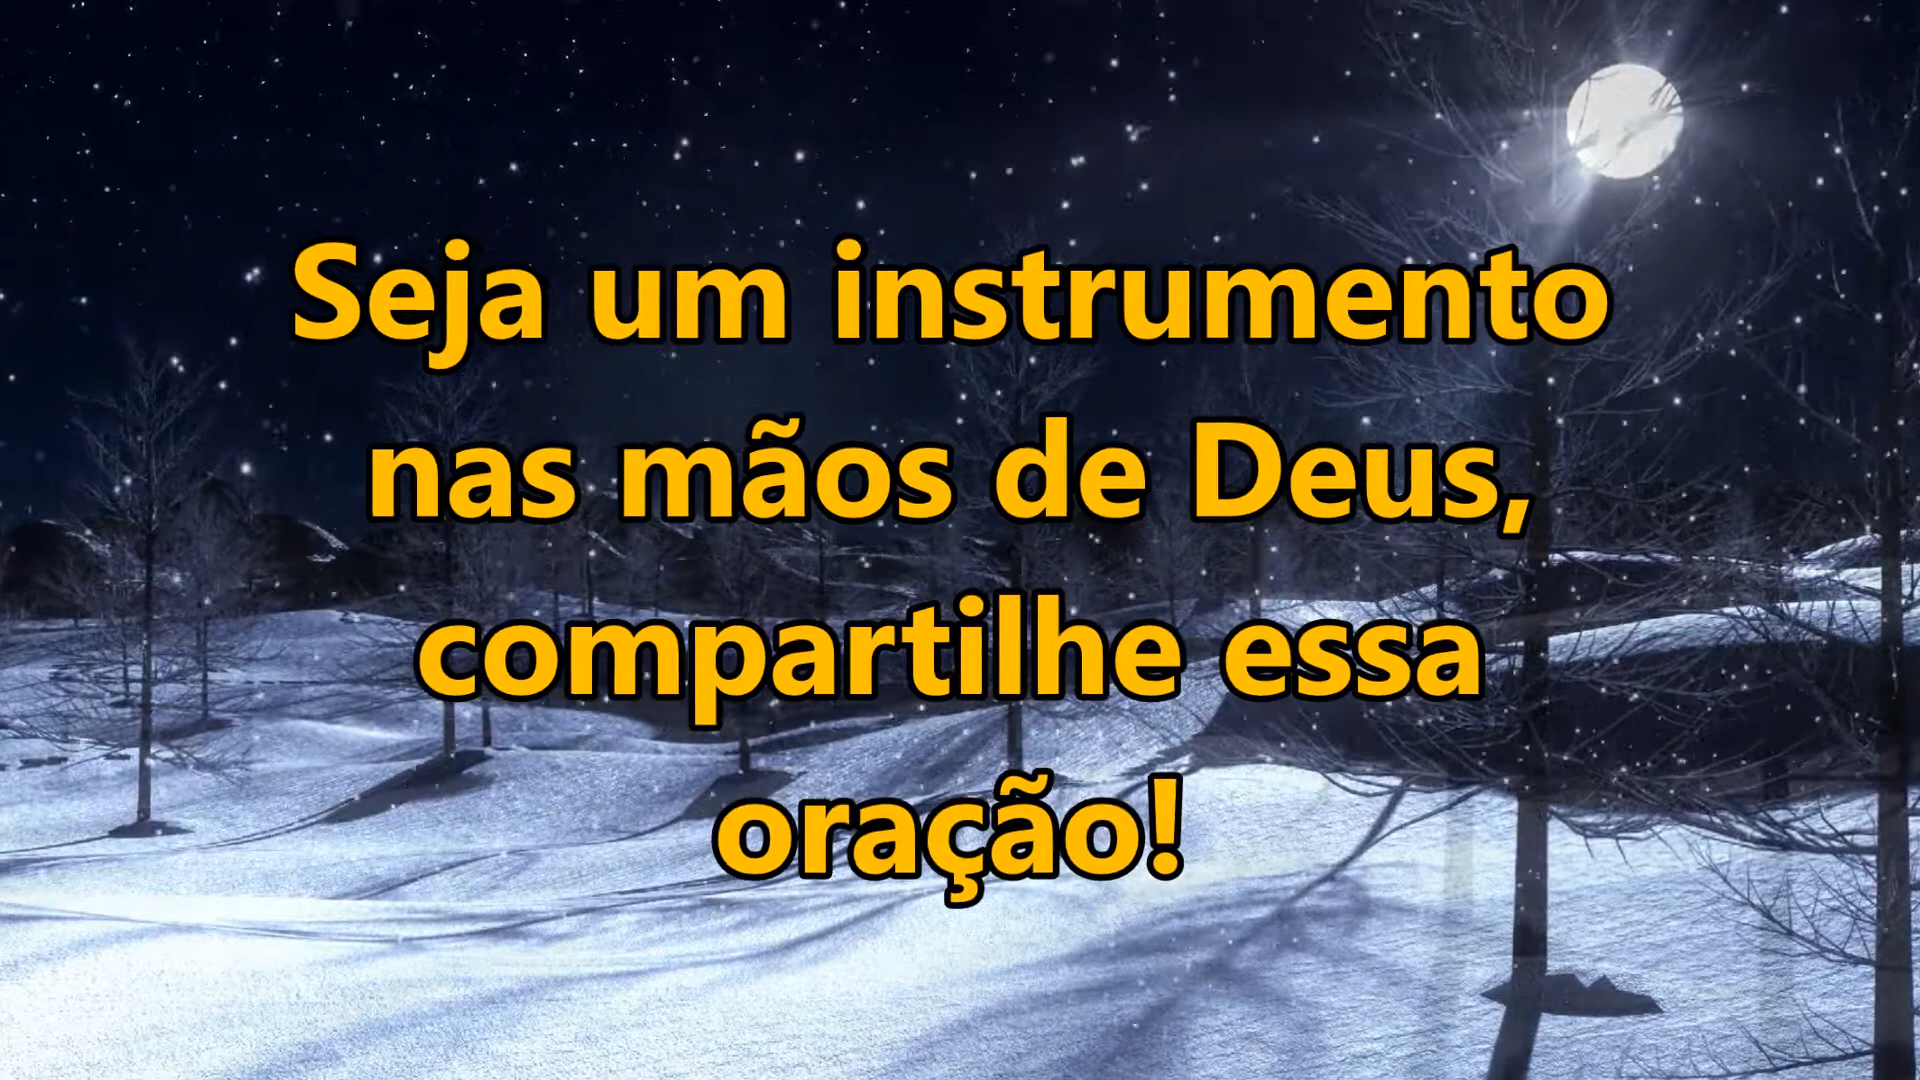 Seja um instrumento
nas mãos de Deus,
compartilhe essa
oração!